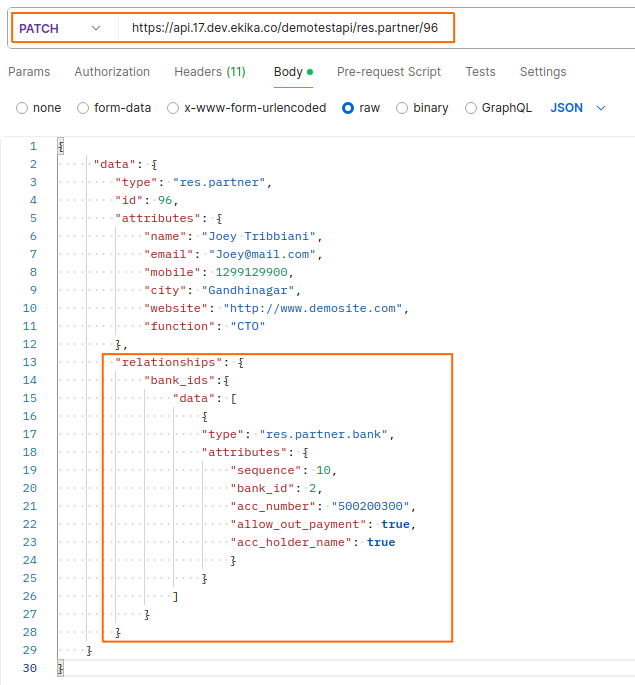 PATCH https://api.17.dev.ekika.co/demotestapi/res.partner/96
Params Authorization Headers (11) Body Pre-request Script Tests Settings
none form-data x-www-form-urlencoded raw binary GraphQL JSON
1 {
2 "data": {
3 "type": "res.partner",
4 "id": 96,
5 "attributes": {
6 "name": "Joey Tribbiani",
7 "email": "Joey@mail.com",
8 "mobile": 1299129900,
9 "city": "Gandhinagar",
10 "website": "http://www.demosite.com",
11 "function": "CTO"
12 },
13 "relationships": {
14 "bank_ids":{
15 "data": [
16 {
17 "type": "res.partner.bank",
18 "attributes": {
19 "sequence": 10,
20 "bank_id": 2,
21 "acc_number": "500200300",
22 "allow_out_payment": true,
23 "acc_holder_name": true
24 }
25 }
26 ]
27 }
28 }
29 }
30 }